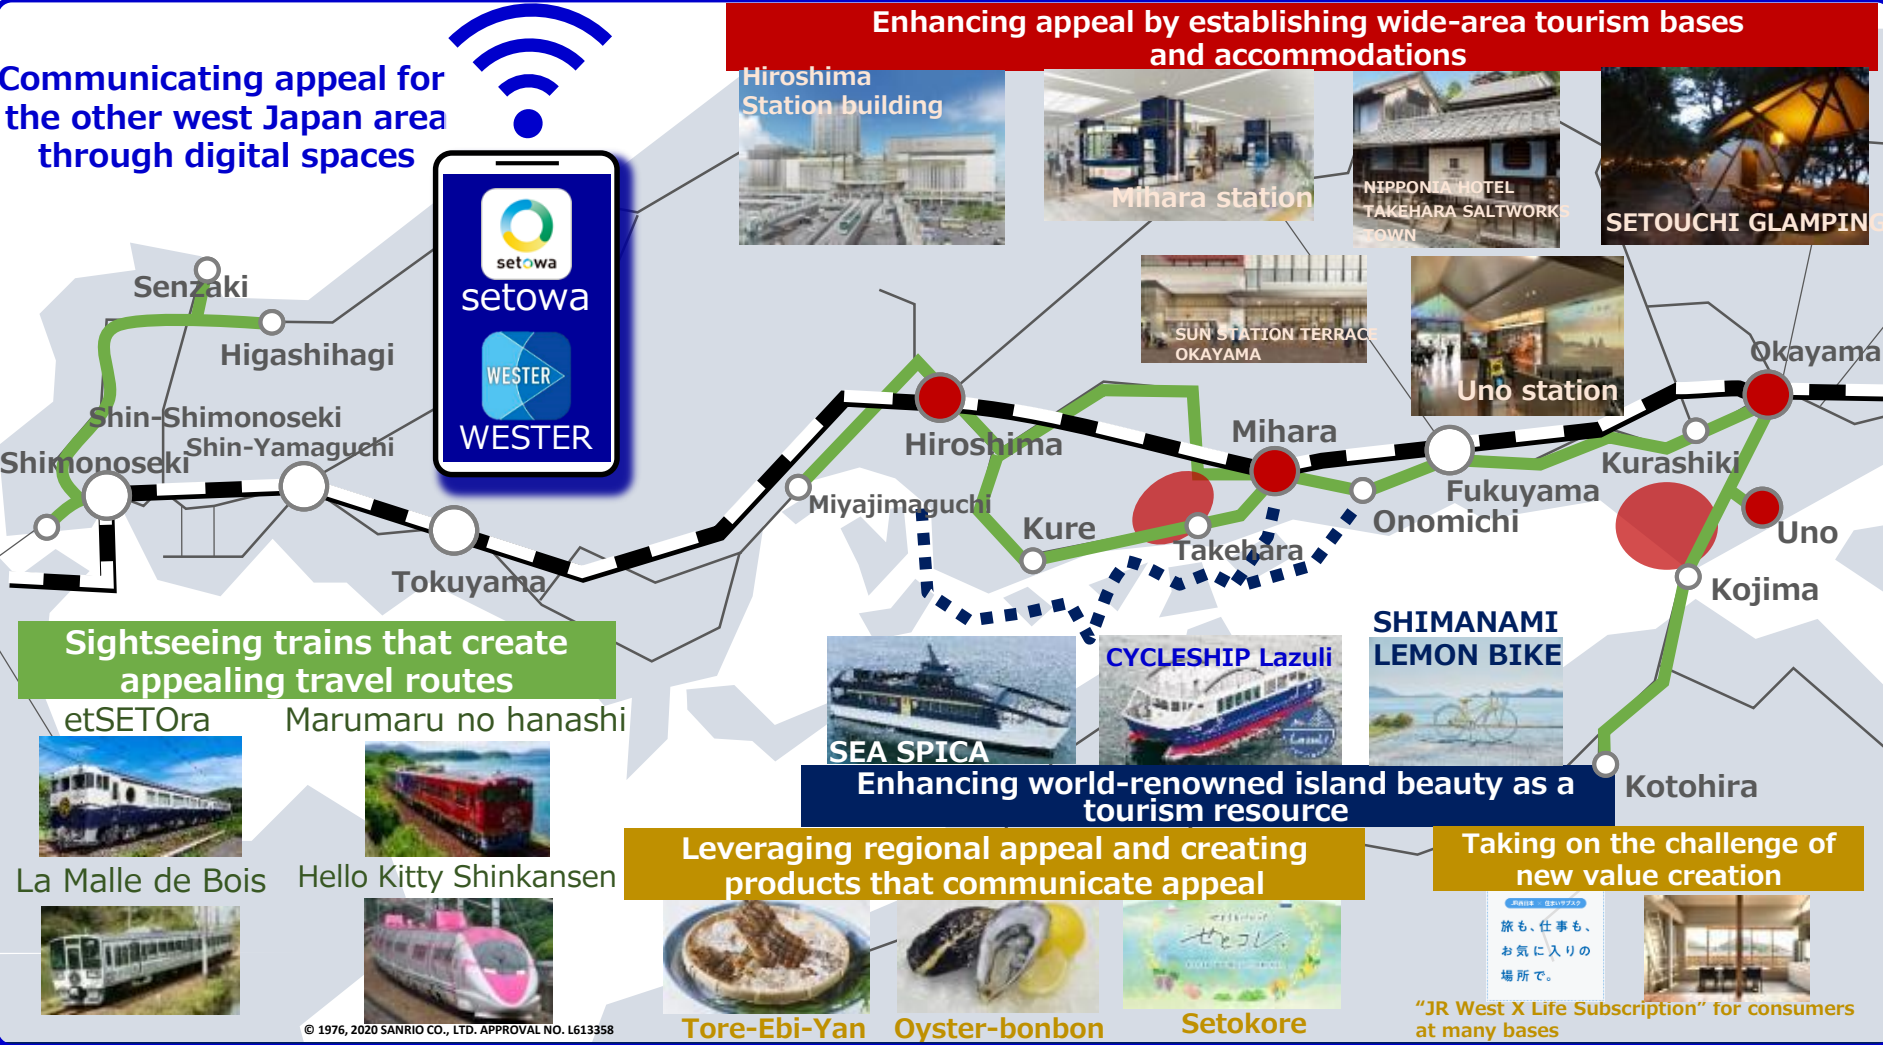 Communicating appeal for
the other west Japan area
through digital spaces
setowa
setowa
WESTER
WESTER
Enhancing appeal by establishing wide-area tourism bases
and accommodations
Hiroshima
Station building
Mihara station
NIPPONIA HOTEL
TAKEHARA SALTWORKS
TOWN
SETOUCHI GLAMPING
SUN STATION TERRACE
OKAYAMA
Uno station
Senzaki
Higashihagi
Shin-Shimonoseki
Shin-Yamaguchi
Shimonoseki
Tokuyama
Hiroshima
Miyajimaguchi
Kure
Takehara
Mihara
Onomichi
Fukuyama
Kurashiki
Okayama
Uno
Kojima
Kotohira
Sightseeing trains that create
appealing travel routes
etSETOra
Marumaru no hanashi
La Malle de Bois
Hello Kitty Shinkansen
© 1976, 2020 SANRIO CO., LTD. APPROVAL NO. L613358
SEA SPICA
CYCLESHIP Lazuli
SHIMANAMI
LEMON BIKE
Enhancing world-renowned island beauty as a
tourism resource
Leveraging regional appeal and creating
products that communicate appeal
せとコレ
Tore-Ebi-Yan
Oyster-bonbon
Setokore
Taking on the challenge of
new value creation
旅も、仕事も、
お気に入りの
場所で。
“JR West X Life Subscription” for consumers
at many bases